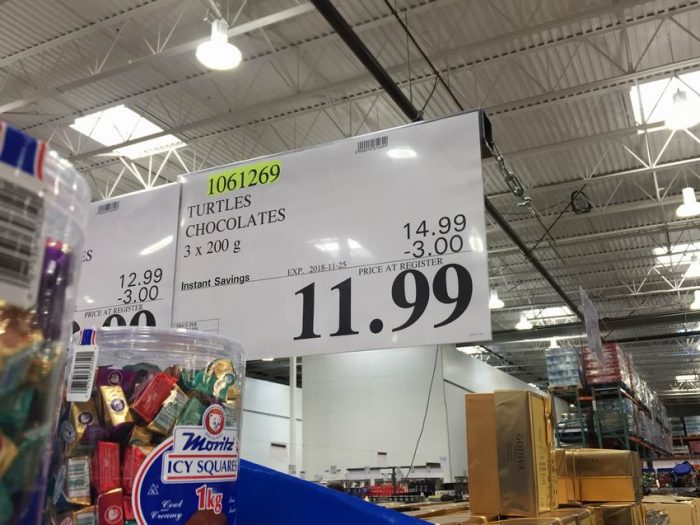 1061269
TURTLES
CHOCOLATES
3 x 200 g
14.99
-3.00
Instant Savings
EXP. 2018-11-25
PRICE AT REGISTER
11.99
ES
12.99
-3.00
PRICE AT REGISTER
Moritz
ICY SQUARES
Cool
Creamy
1kg
GODIVA